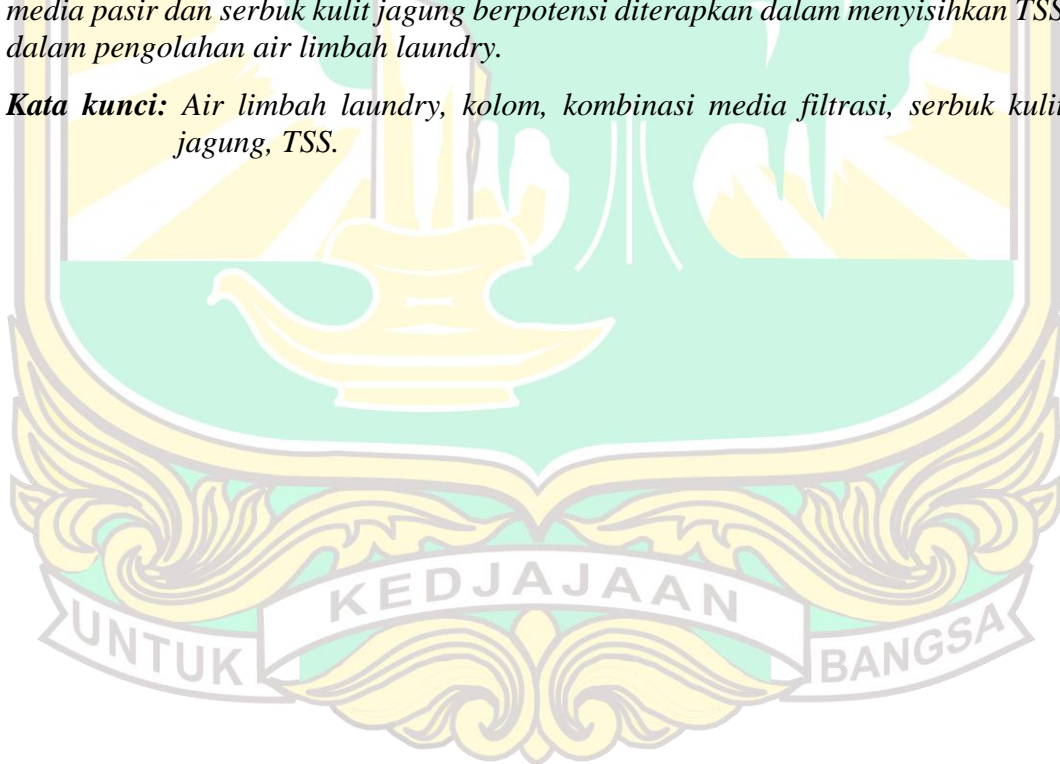 media pasir dan serbuk kulit jagung berpotensi diterapkan dalam menyisihkan TSS
dalam pengolahan air limbah laundry.
Kata kunci: Air limbah laundry, kolom, kombinasi media filtrasi, serbuk kulit
jagung, TSS.
UNTUK KEDJAJAAN BANGSA